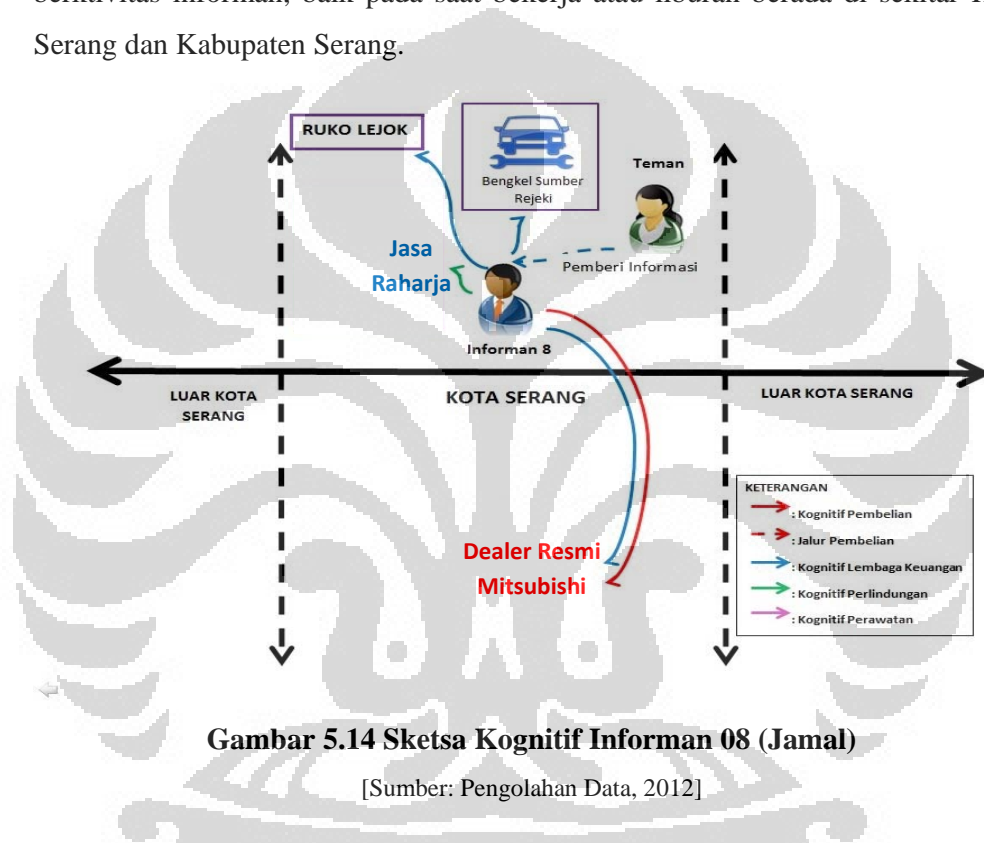 Serang dan Kabupaten Serang.
RUKO LEJOK
Bengkel Sumber
Rejeki
Teman
Pemberi Informasi
Jasa
Raharja
Informan 8
LUAR KOTA
SERANG
KOTA SERANG
LUAR KOTA SERANG
KETERANGAN
: Kognitif Pembelian
: Jalur Pembelian
: Kognitif Lembaga Keuangan
: Kognitif Perlindungan
: Kognitif Perawatan
Dealer Resmi
Mitsubishi
Gambar 5.14 Sketsa Kognitif Informan 08 (Jamal)
[Sumber: Pengolahan Data, 2012]